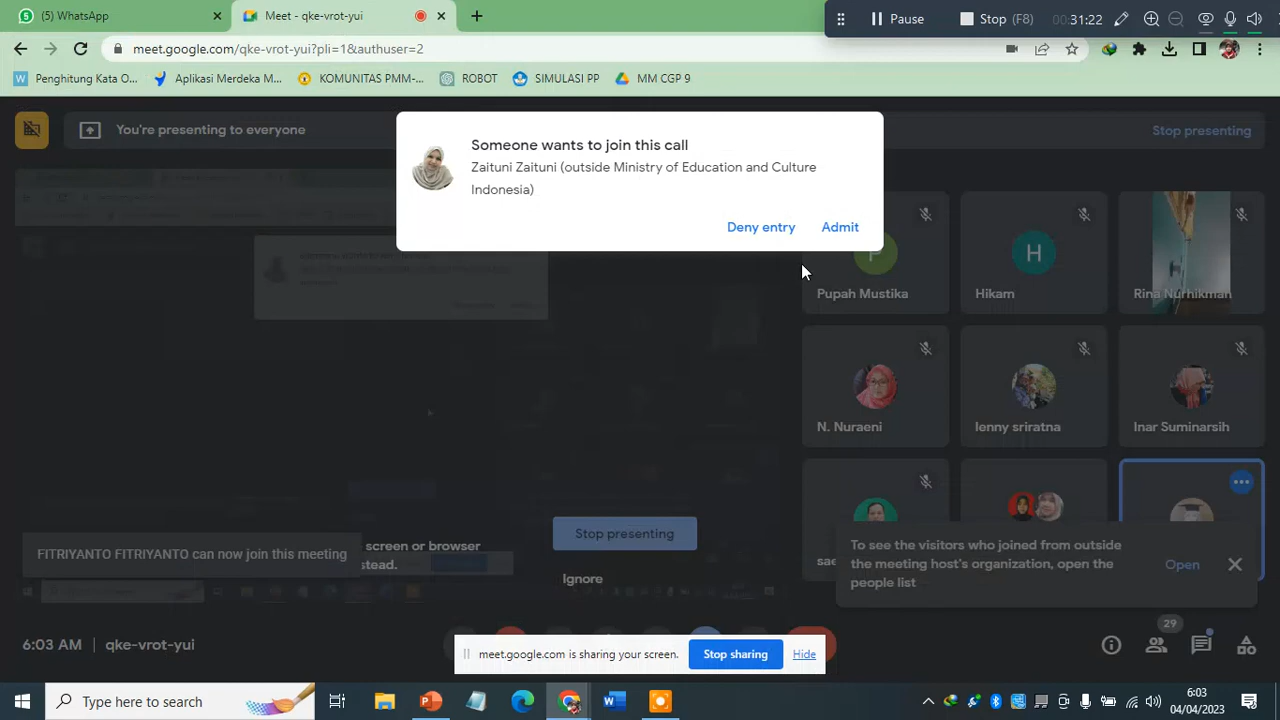 (5) WhatsApp
Meet - qke-vrot-yui
Pause
Stop (F8)
00:31:22
meet.google.com/qke-vrot-yui?pli=1&authuser=2
Penghitung Kata O...
Aplikasi Merdeka M...
KOMUNITAS PMM-...
ROBOT
SIMULASI PP
MM CGP 9
You're presenting to everyone
Stop presenting
Someone wants to join this call
Zaituni Zaituni (outside Ministry of Education and Culture
Indonesia)
Deny entry
Admit
P
H
Pupah Mustika
Hikam
Rina Nurhikmah
N. Nuraeni
lenny sriratna
Inar Suminarsih
FITRIYANTO FITRIYANTO can now join this meeting
screen or browser
stead.
Stop presenting
Ignore
sae
To see the visitors who joined from outside
the meeting host's organization, open the
people list
Open
6:03 AM
qke-vrot-yui
meet.google.com is sharing your screen.
Stop sharing
Hide
29
Type here to search
6:03
04/04/2023